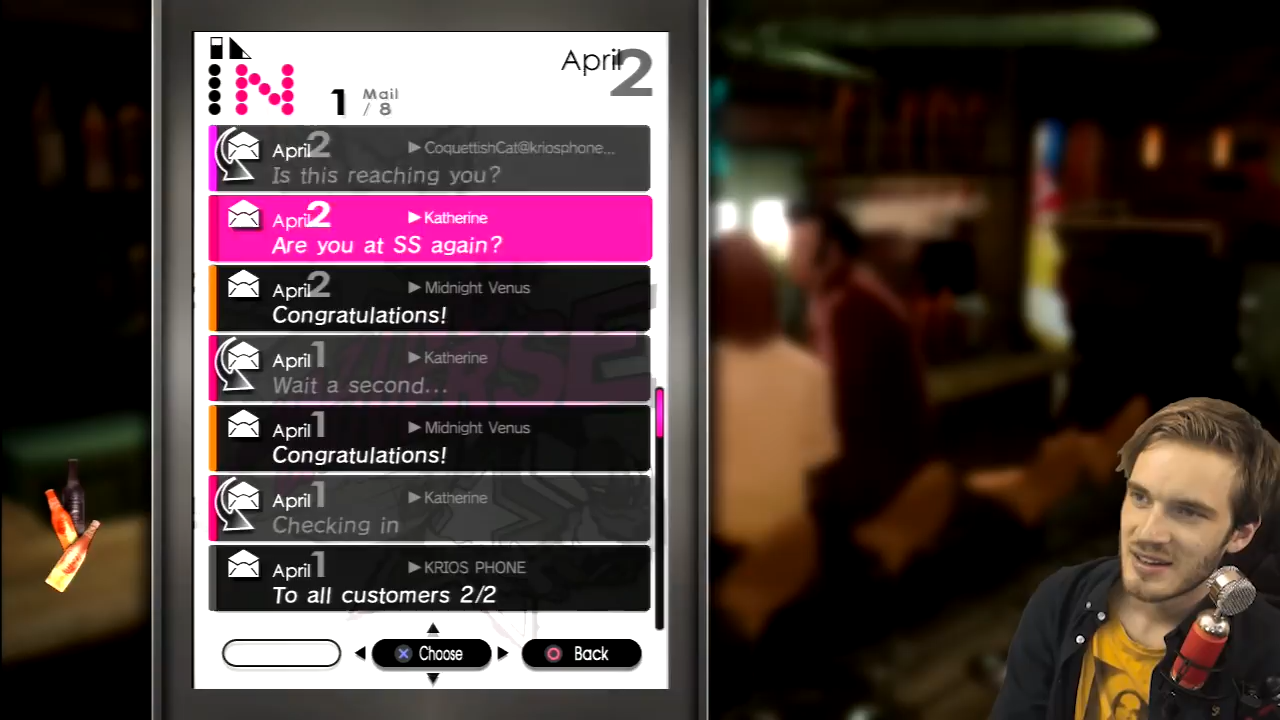 April 2
IN 1 Mail / 8
April 2 ▶CoquettishCat@kriosphone...
Is this reaching you?
April 2 ▶Katherine
Are you at SS again?
April 2 ▶Midnight Venus
Congratulations!
April 1 ▶Katherine
Wait a second...
April 1 ▶Midnight Venus
Congratulations!
April 1 ▶Katherine
Checking in
April 1 ▶KRIOS PHONE
To all customers 2/2
Choose Back